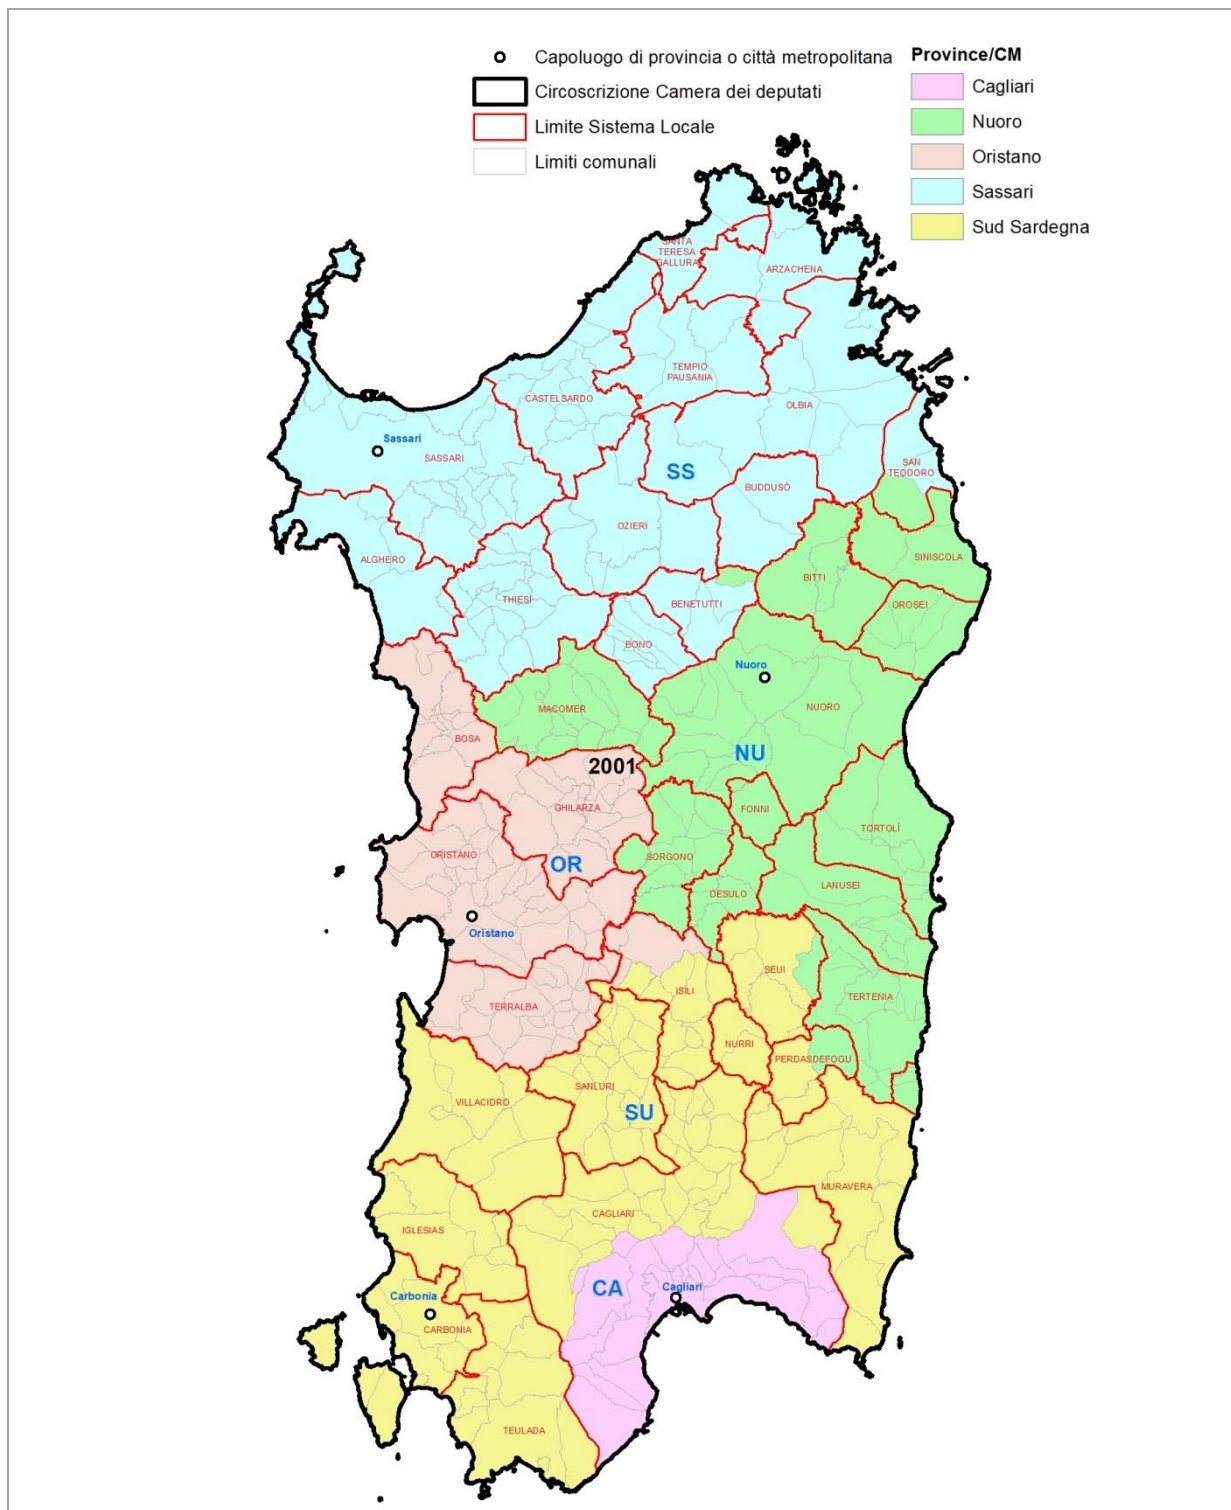 Capoluogo di provincia o città metropolitana
Circoscrizione Camera dei deputati
Limite Sistema Locale
Limiti comunali
Province/CM
Cagliari
Nuoro
Oristano
Sassari
Sud Sardegna
SANTA
TERESA
GALLURA
ARZACHENA
TEMPIO
PAUSANIA
CASTELSARDO
OLBIA
Sassari
SASSARI
SS
SAN
TEODORO
BUDDUSÒ
OZIERI
ALGHERO
SINISCOLA
BITTI
THIESI
BENETUTTI
OROSEI
BONO
Nuoro
MACOMER
NUORO
BOSA
NU
2001
GHILARZA
FONNI
TORTOLÌ
ORISTANO
OR
SORGONO
LANUSEI
DESULO
Oristano
SEUI
ISILI
TERTENIA
TERRALBA
NURRI
PERDASDEFOGU
SANLURI
VILLACIDRO
SU
MURAVERA
CAGLIARI
IGLESIAS
CA
Cagliari
Carbonia
CARBONIA
TEULADA